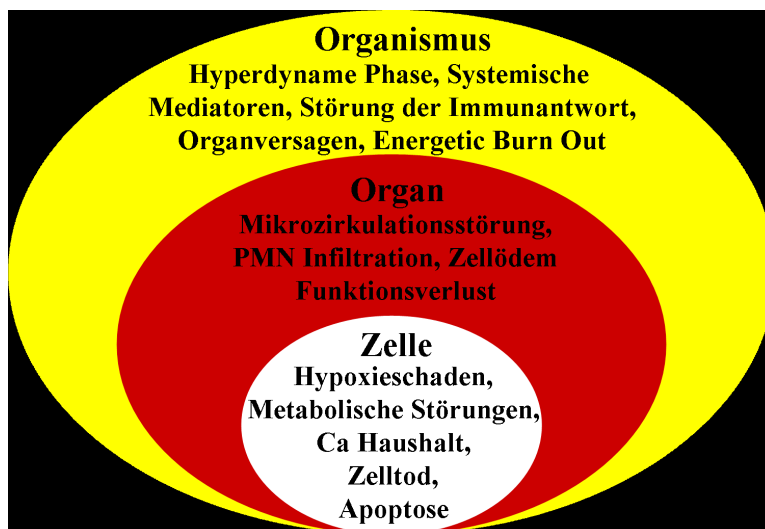 Organismus
Hyperdyname Phase, Systemische
Mediatoren, Störung der Immunantwort,
Organversagen, Energetic Burn Out
Organ
Mikrozirkulationsstörung,
PMN Infiltration, Zellödem
Funktionsverlust
Zelle
Hypoxieschaden,
Metabolische Störungen,
Ca Haushalt,
Zelltod,
Apoptose